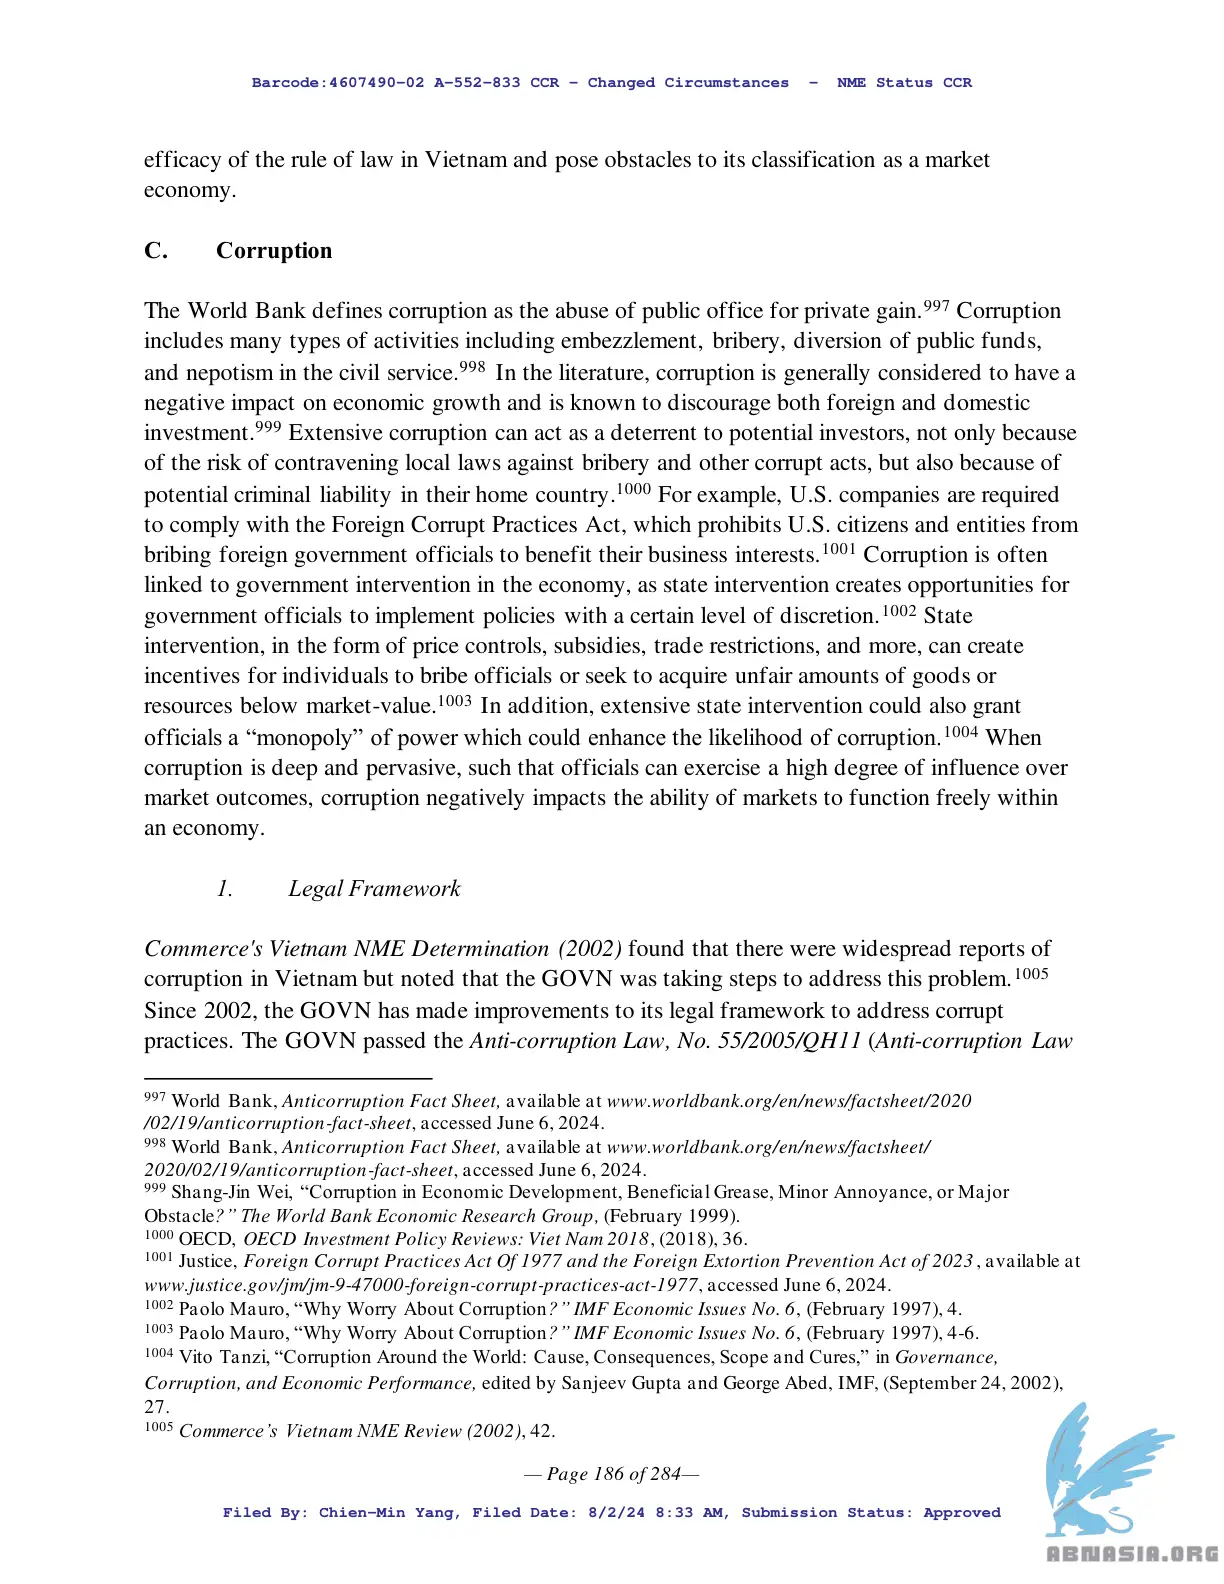 Barcode:4607490-02 A-552-833 CCR - Changed Circumstances - NME Status CCR
efficacy of the rule of law in Vietnam and pose obstacles to its classification as a market
economy.
C. Corruption
The World Bank defines corruption as the abuse of public office for private gain.997 Corruption
includes many types of activities including embezzlement, bribery, diversion of public funds,
and nepotism in the civil service.998 In the literature, corruption is generally considered to have a
negative impact on economic growth and is known to discourage both foreign and domestic
investment.999 Extensive corruption can act as a deterrent to potential investors, not only because
of the risk of contravening local laws against bribery and other corrupt acts, but also because of
potential criminal liability in their home country.1000 For example, U.S. companies are required
to comply with the Foreign Corrupt Practices Act, which prohibits U.S. citizens and entities from
bribing foreign government officials to benefit their business interests.1001 Corruption is often
linked to government intervention in the economy, as state intervention creates opportunities for
government officials to implement policies with a certain level of discretion.1002 State
intervention, in the form of price controls, subsidies, trade restrictions, and more, can create
incentives for individuals to bribe officials or seek to acquire unfair amounts of goods or
resources below market-value.1003 In addition, extensive state intervention could also grant
officials a “monopoly” of power which could enhance the likelihood of corruption.1004 When
corruption is deep and pervasive, such that officials can exercise a high degree of influence over
market outcomes, corruption negatively impacts the ability of markets to function freely within
an economy.
1. Legal Framework
Commerce's Vietnam NME Determination (2002) found that there were widespread reports of
corruption in Vietnam but noted that the GOVN was taking steps to address this problem.1005
Since 2002, the GOVN has made improvements to its legal framework to address corrupt
practices. The GOVN passed the Anti-corruption Law, No. 55/2005/QH11 (Anti-corruption Law
997 World Bank, Anticorruption Fact Sheet, available at www.worldbank.org/en/news/factsheet/2020
/02/19/anticorruption-fact-sheet, accessed June 6, 2024.
998 World Bank, Anticorruption Fact Sheet, available at www.worldbank.org/en/news/factsheet/
2020/02/19/anticorruption-fact-sheet, accessed June 6, 2024.
999 Shang-Jin Wei, “Corruption in Economic Development, Beneficial Grease, Minor Annoyance, or Major
Obstacle?” The World Bank Economic Research Group, (February 1999).
1000 OECD, OECD Investment Policy Reviews: Viet Nam 2018, (2018), 36.
1001 Justice, Foreign Corrupt Practices Act Of 1977 and the Foreign Extortion Prevention Act of 2023, available at
www.justice.gov/jm/jm-9-47000-foreign-corrupt-practices-act-1977, accessed June 6, 2024.
1002 Paolo Mauro, “Why Worry About Corruption?” IMF Economic Issues No. 6, (February 1997), 4.
1003 Paolo Mauro, “Why Worry About Corruption?” IMF Economic Issues No. 6, (February 1997), 4-6.
1004 Vito Tanzi, “Corruption Around the World: Cause, Consequences, Scope and Cures,” in Governance,
Corruption, and Economic Performance, edited by Sanjeev Gupta and George Abed, IMF, (September 24, 2002),
27.
1005 Commerce’s Vietnam NME Review (2002), 42.
— Page 186 of 284—
Filed By: Chien-Min Yang, Filed Date: 8/2/24 8:33 AM, Submission Status: Approved
ABNASIA.ORG